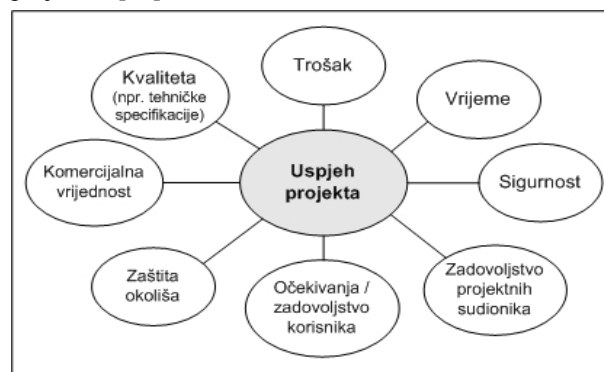 Trošak
Kvaliteta
(npr. tehničke
specifikacije)
Vrijeme
Komercijalna
vrijednost
Uspjeh
projekta
Sigurnost
Zaštita
okoliša
Očekivanja /
zadovoljstvo
korisnika
Zadovoljstvo
projektnih
sudionika